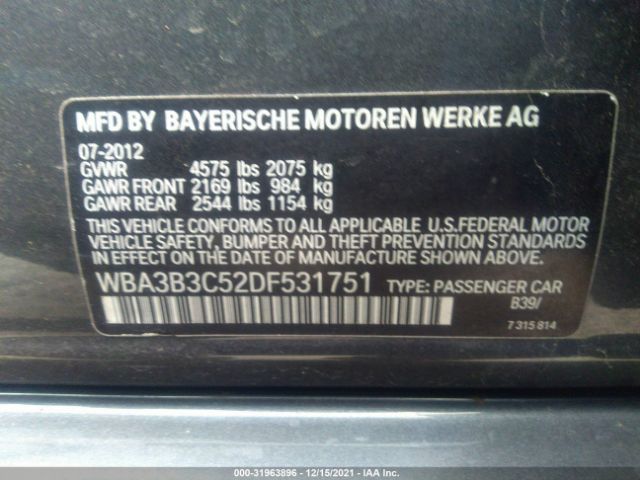 MFD BY BAYERISCHE MOTOREN WERKE AG
07-2012
GVWR 4575 lbs 2075 kg
GAWR FRONT 2169 lbs 984 kg
GAWR REAR 2544 lbs 1154 kg
THIS VEHICLE CONFORMS TO ALL APPLICABLE U.S.FEDERAL MOTOR
VEHICLE SAFETY, BUMPER AND THEFT PREVENTION STANDARDS
IN EFFECT ON THE DATE OF MANUFACTURE SHOWN ABOVE.
WBA3B3C52DF531751 TYPE: PASSENGER CAR
B39/
7 315 814
000-31963896 - 12/15/2021 - IAA Inc.